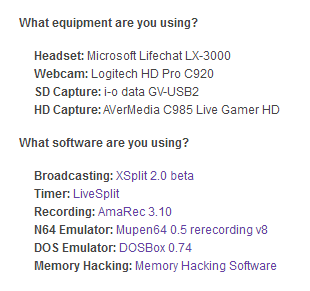 What equipment are you using?
Headset: Microsoft Lifechat LX-3000
Webcam: Logitech HD Pro C920
SD Capture: i-o data GV-USB2
HD Capture: AVerMedia C985 Live Gamer HD
What software are you using?
Broadcasting: XSplit 2.0 beta
Timer: LiveSplit
Recording: AmaRec 3.10
N64 Emulator: Mupen64 0.5 rerecording v8
DOS Emulator: DOSBox 0.74
Memory Hacking: Memory Hacking Software